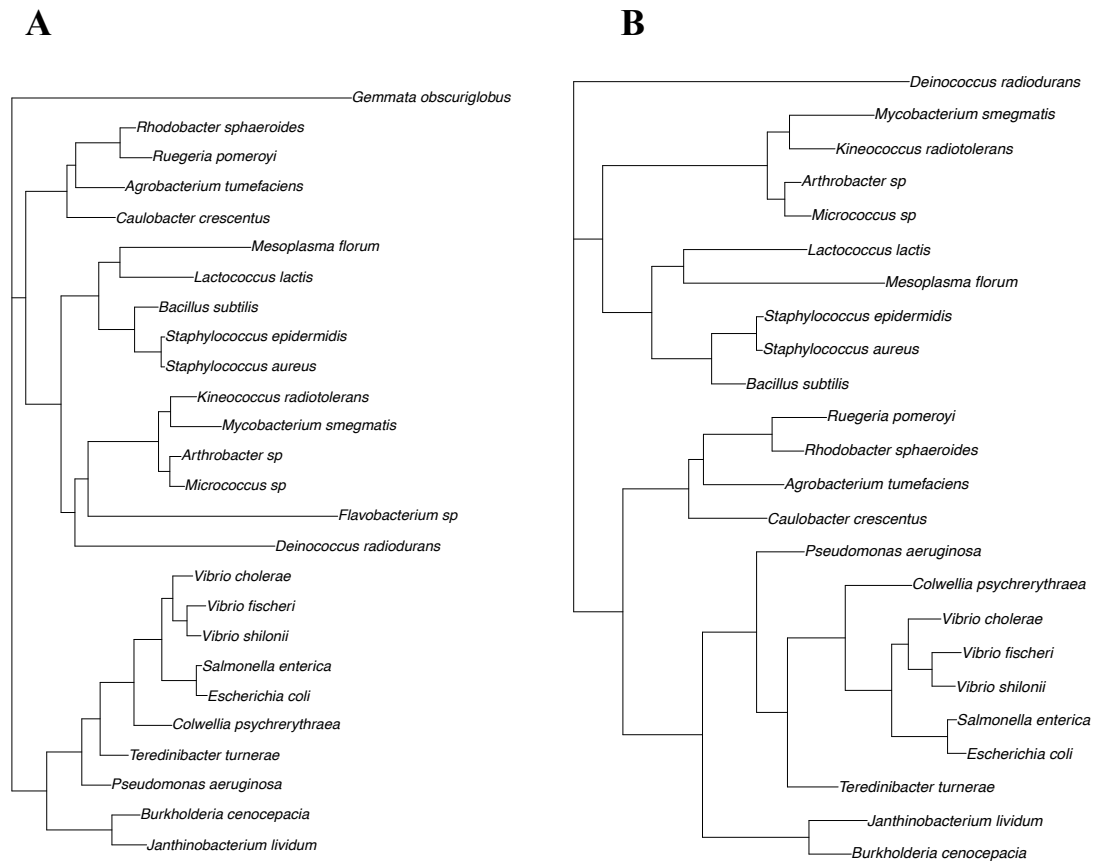 A
Gemmata obscuriglobus
Rhodobacter sphaeroides
Ruegeria pomeroyi
Agrobacterium tumefaciens
Caulobacter crescentus
Mesoplasma florum
Lactococcus lactis
Bacillus subtilis
Staphylococcus epidermidis
Staphylococcus aureus
Kineococcus radiotolerans
Mycobacterium smegmatis
Arthrobacter sp
Micrococcus sp
Flavobacterium sp
Deinococcus radiodurans
Vibrio cholerae
Vibrio fischeri
Vibrio shilonii
Salmonella enterica
Escherichia coli
Colwellia psychrerythraea
Teredinibacter turnerae
Pseudomonas aeruginosa
Burkholderia cenocepacia
Janthinobacterium lividum
B
Deinococcus radiodurans
Mycobacterium smegmatis
Kineococcus radiotolerans
Arthrobacter sp
Micrococcus sp
Lactococcus lactis
Mesoplasma florum
Staphylococcus epidermidis
Staphylococcus aureus
Bacillus subtilis
Ruegeria pomeroyi
Rhodobacter sphaeroides
Agrobacterium tumefaciens
Caulobacter crescentus
Pseudomonas aeruginosa
Colwellia psychrerythraea
Vibrio cholerae
Vibrio fischeri
Vibrio shilonii
Salmonella enterica
Escherichia coli
Teredinibacter turnerae
Janthinobacterium lividum
Burkholderia cenocepacia